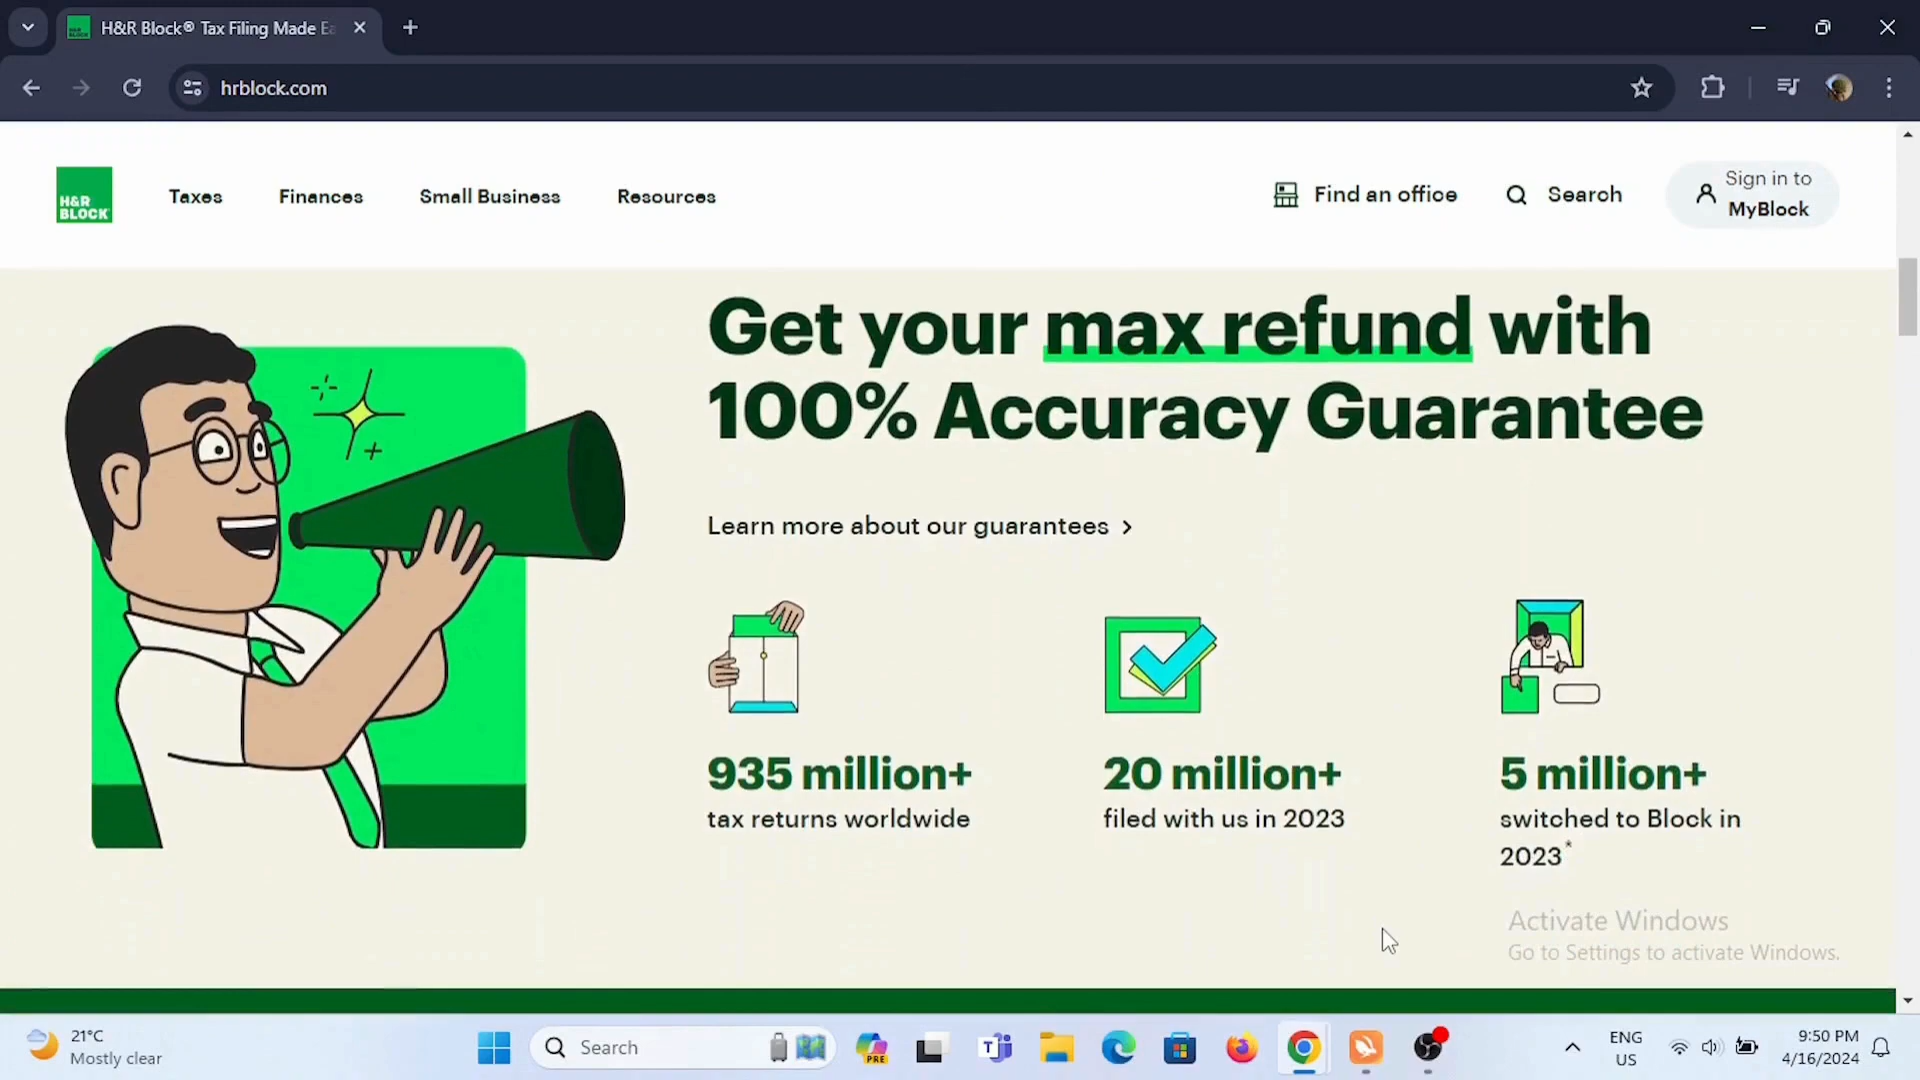 H&R Block® Tax Filing Made Ea
hrblock.com
H&R
BLOCK
Taxes
Finances
Small Business
Resources
Find an office
Search
Sign in to
MyBlock
Get your max refund with
100% Accuracy Guarantee
Learn more about our guarantees
935 million+
tax returns worldwide
20 million+
filed with us in 2023
5 million+
switched to Block in
2023*
Activate Windows
Go to Settings to activate Windows.
21°C
Mostly clear
Search
PRE
T
ENG
US
9:50 PM
4/16/2024